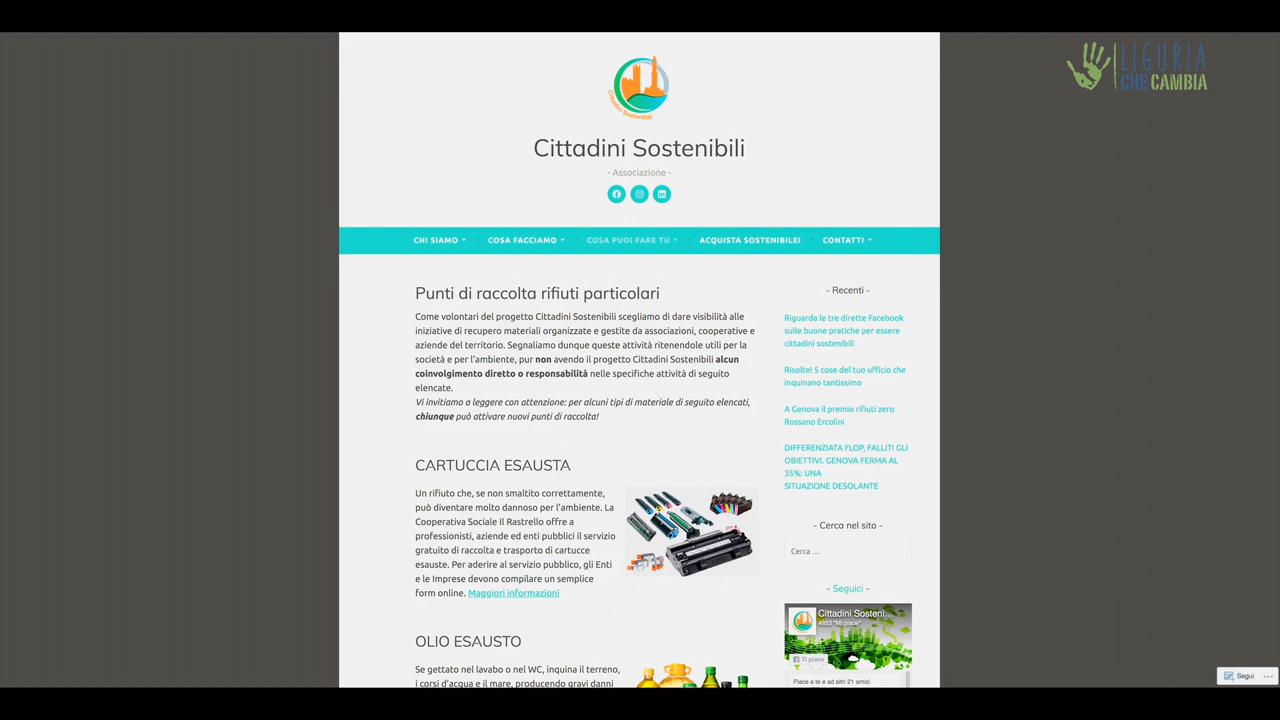 LIGURIA
CHE CAMBIA
Cittadini Sostenibili
Cittadini Sostenibili
- Associazione -
CHI SIAMO
COSA FACCIAMO
COSA PUOI FARE TU
ACQUISTA SOSTENIBILE!
CONTATTI
Punti di raccolta rifiuti particolari
Come volontari del progetto Cittadini Sostenibili scegliamo di dare visibilità alle
iniziative di recupero materiali organizzate e gestite da associazioni, cooperative e
aziende del territorio. Segnaliamo dunque queste attività ritenendole utili per la
società e per l'ambiente, pur non avendo il progetto Cittadini Sostenibili alcun
coinvolgimento diretto o responsabilità nelle specifiche attività di seguito
elencate.
Vi invitiamo a leggere con attenzione: per alcuni tipi di materiale di seguito elencati,
chiunque può attivare nuovi punti di raccolta!
CARTUCCIA ESAUSTA
Un rifiuto che, se non smaltito correttamente,
può diventare molto dannoso per l'ambiente. La
Cooperativa Sociale Il Rastrello offre a
professionisti, aziende ed enti pubblici il servizio
gratuito di raccolta e trasporto di cartucce
esauste. Per aderire al servizio pubblico, gli Enti
e le Imprese devono compilare un semplice
form online. Maggiori informazioni
OLIO ESAUSTO
Se gettato nel lavabo o nel WC, inquina il terreno,
i corsi d'acqua e il mare, producendo gravi danni
- Recenti -
Riguarda le tre dirette Facebook
sulle buone pratiche per essere
cittadini sostenibili
Risolte! 5 cose del tuo ufficio che
inquinano tantissimo
A Genova il premio rifiuti zero
Rossano Ercolini
DIFFERENZIATA FLOP, FALLITI GLI
OBIETTIVI. GENOVA FERMA AL
35%: UNA
SITUAZIONE DESOLANTE
- Cerca nel sito -
Cerca …
- Seguici -
Cittadini Sosteni...
4853 "Mi piace"
Ti piace
Piace a te e ad altri 21 amici
Segui